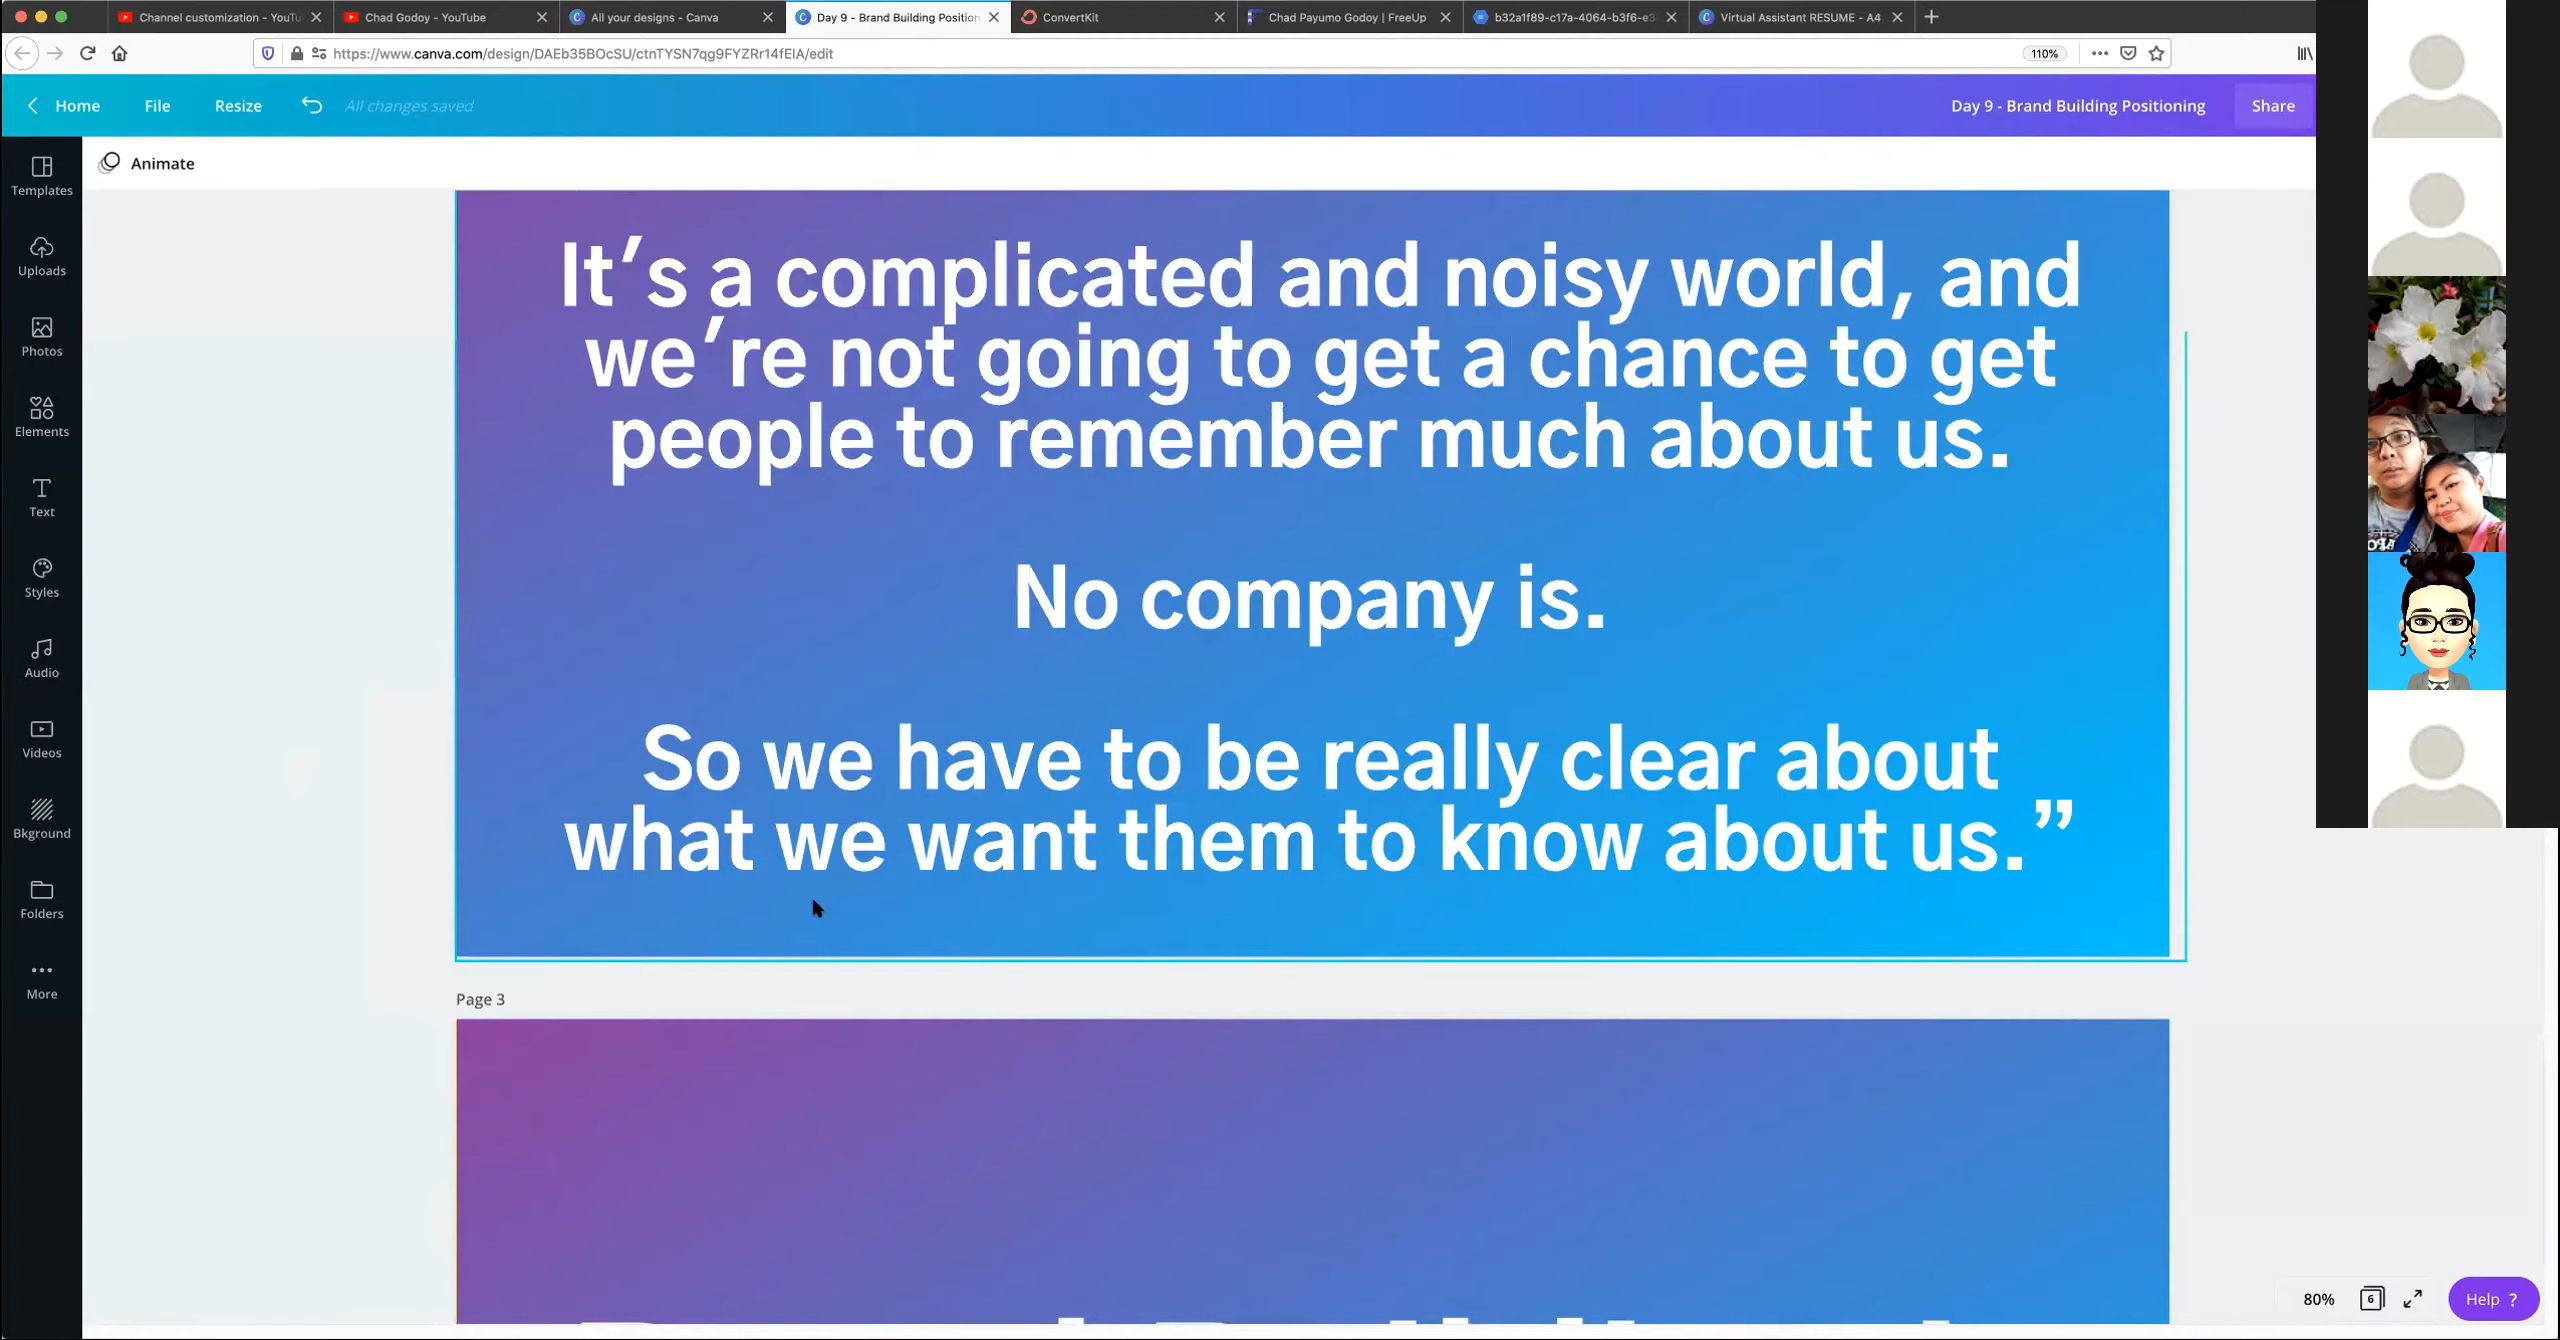 Channel customization - YouTu
Chad Godoy - YouTube
All your designs - Canva
Day 9 - Brand Building Position
ConvertKit
Chad Payumo Godoy | FreeUp
b32a1f89-c17a-4064-b3f6-e3
Virtual Assistant RESUME - A4
https://www.canva.com/design/DAEb35BOcSU/ctnTYSN7qg9FYZRr14fEIA/edit
110%
Home
File
Resize
All changes saved
Day 9 - Brand Building Positioning
Share
Animate
Templates
Uploads
Photos
Elements
Text
Styles
Audio
Videos
Bkground
Folders
More
It’s a complicated and noisy world, and
we’re not going to get a chance to get
people to remember much about us.
No company is.
So we have to be really clear about
what we want them to know about us.”
Page 3
80%
6
Help ?